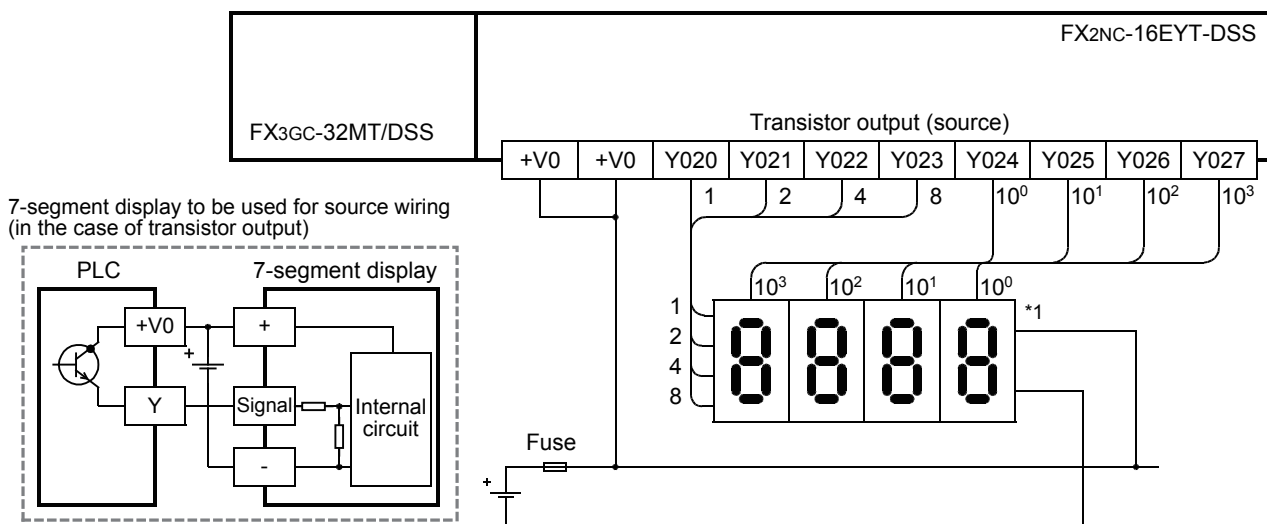 FX2NC-16EYT-DSS
FX3GC-32MT/DSS
Transistor output (source)
+V0 +V0 Y020 Y021 Y022 Y023 Y024 Y025 Y026 Y027
1 2 4 8 10⁰ 10¹ 10² 10³
7-segment display to be used for source wiring
(in the case of transistor output)
PLC 7-segment display
+V0 +
+
Y Signal Internal
circuit
-
10³ 10² 10¹ 10⁰
*1
1
2
4
8
Fuse
+